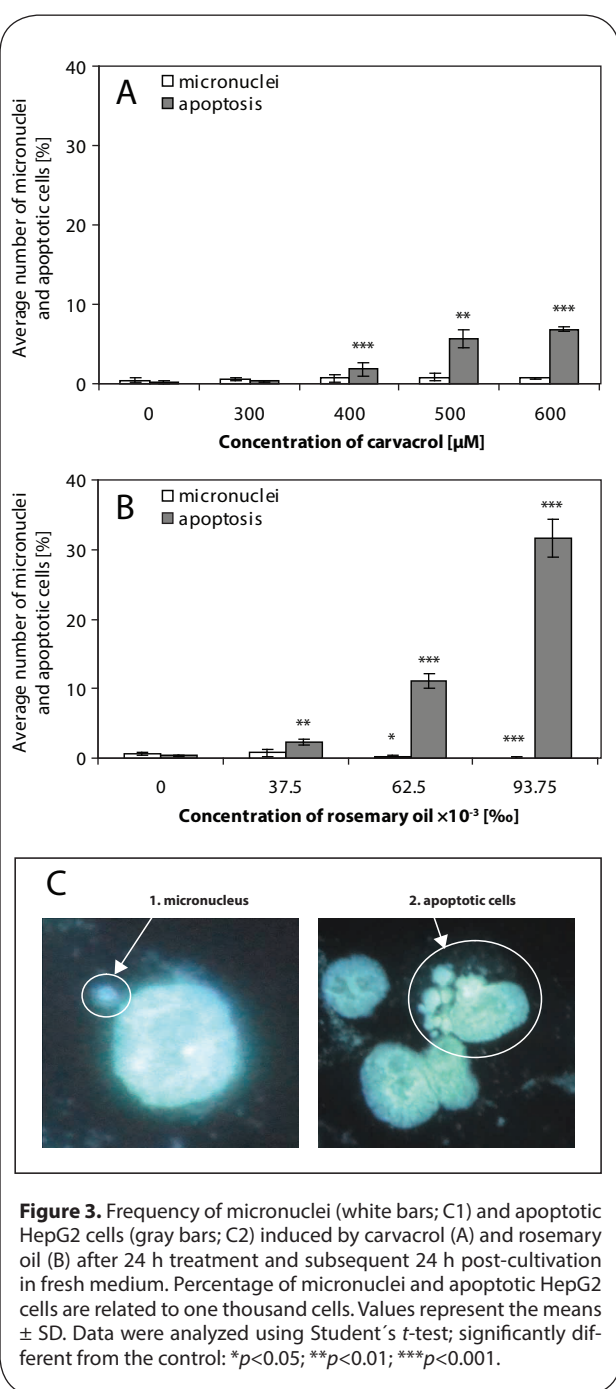 40
A
micronuclei
apoptosis
30
20
10
0
Average number of micronuclei
and apoptotic cells [%]
***
**
***
0 300 400 500 600
Concentration of carvacrol [µM]
40
B
micronuclei
apoptosis
30
20
10
0
Average number of micronuclei
and apoptotic cells [%]
**
*
***
***
***
0 37.5 62.5 93.75
Concentration of rosemary oil ×10⁻³ [‰]
C
1. micronucleus
2. apoptotic cells
Figure 3. Frequency of micronuclei (white bars; C1) and apoptotic
HepG2 cells (gray bars; C2) induced by carvacrol (A) and rosemary
oil (B) after 24 h treatment and subsequent 24 h post-cultivation
in fresh medium. Percentage of micronuclei and apoptotic HepG2
cells are related to one thousand cells. Values represent the means
± SD. Data were analyzed using Student´s t-test; significantly dif-
ferent from the control: *p<0.05; **p<0.01; ***p<0.001.